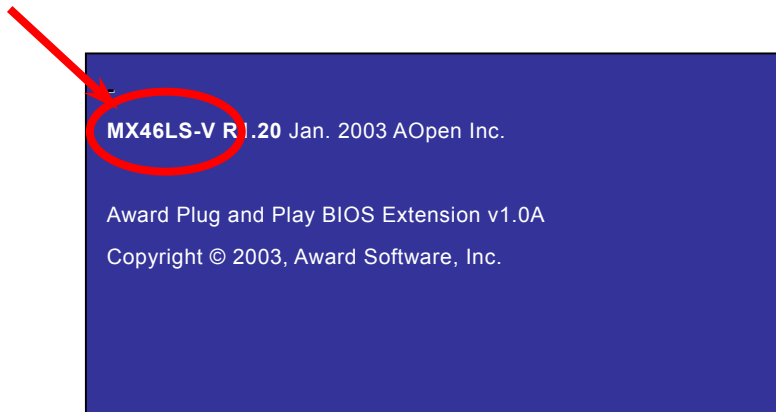 MX46LS-V R1.20 Jan. 2003 AOpen Inc.
Award Plug and Play BIOS Extension v1.0A
Copyright © 2003, Award Software, Inc.